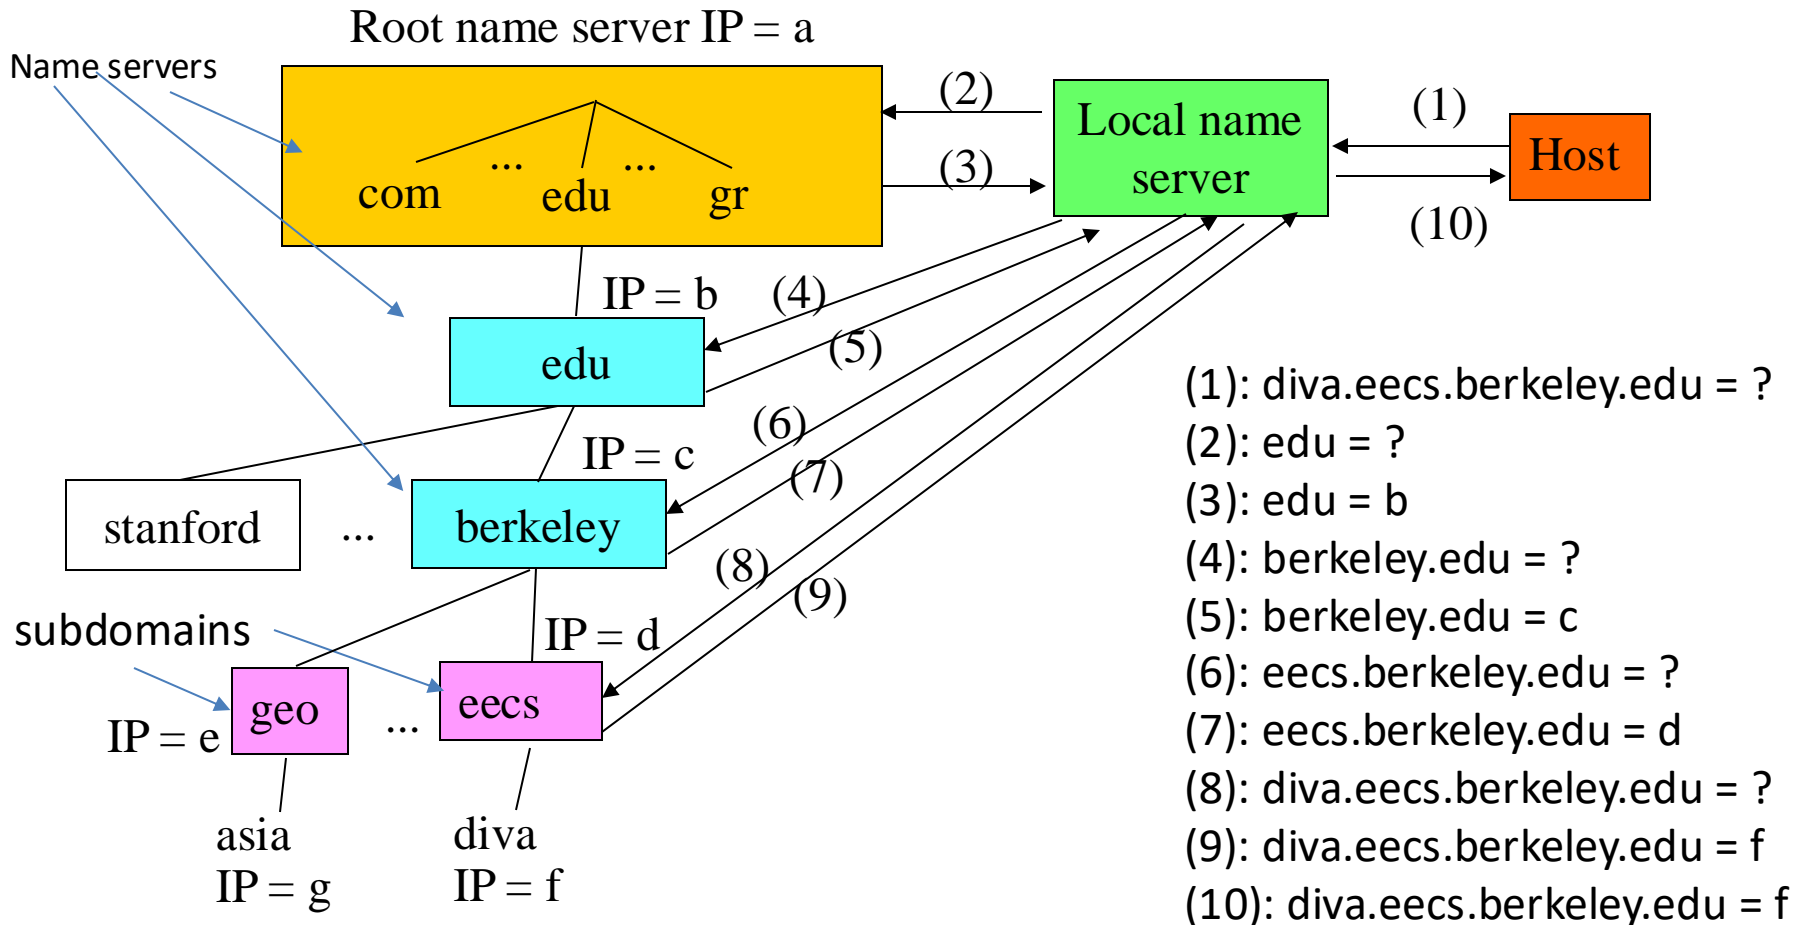 Root name server IP = a
Name servers
(2)
(1)
Local name
server
Host
... ...
com edu gr
(3)
(10)
IP = b
(4)
edu
(5)
(1): diva.eecs.berkeley.edu = ?
(2): edu = ?
(3): edu = b
(4): berkeley.edu = ?
(5): berkeley.edu = c
(6): eecs.berkeley.edu = ?
(7): eecs.berkeley.edu = d
(8): diva.eecs.berkeley.edu = ?
(9): diva.eecs.berkeley.edu = f
(10): diva.eecs.berkeley.edu = f
(6)
IP = c
(7)
stanford
...
berkeley
(8)
(9)
subdomains
IP = d
geo
...
eecs
IP = e
asia
IP = g
diva
IP = f